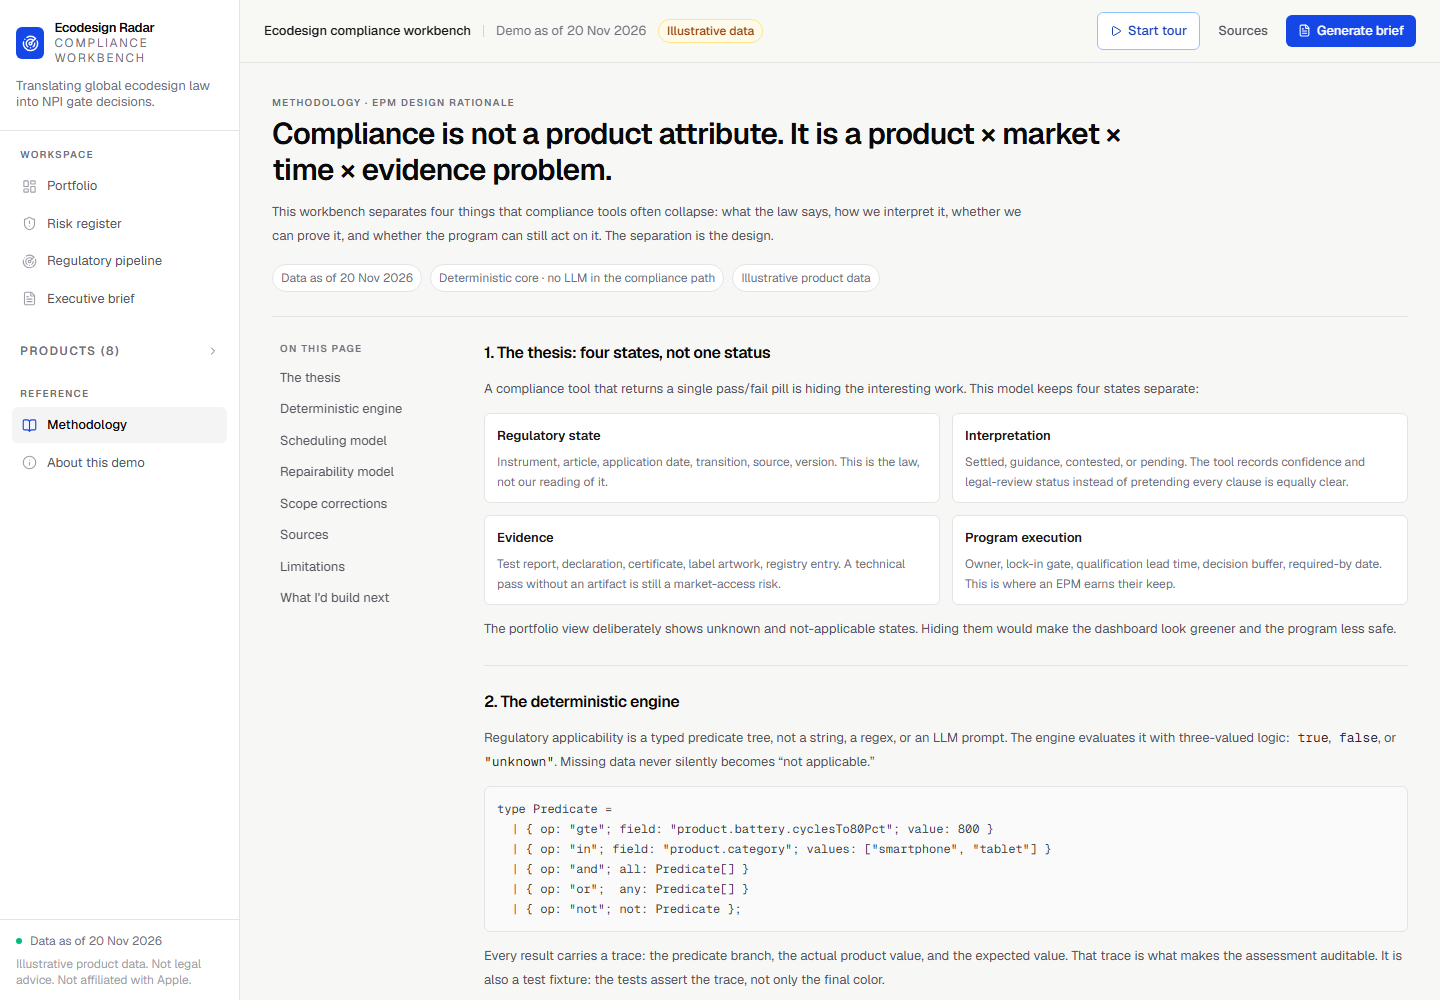 Ecodesign Radar
COMPLIANCE
WORKBENCH
Translating global ecodesign law
into NPI gate decisions.
WORKSPACE
Portfolio
Risk register
Regulatory pipeline
Executive brief
PRODUCTS (8)
REFERENCE
Methodology
About this demo
Data as of 20 Nov 2026
Illustrative product data. Not legal
advice. Not affiliated with Apple.
Ecodesign compliance workbench
Demo as of 20 Nov 2026
Illustrative data
Start tour
Sources
Generate brief
METHODOLOGY · EPM DESIGN RATIONALE
Compliance is not a product attribute. It is a product × market ×
time × evidence problem.
This workbench separates four things that compliance tools often collapse: what the law says, how we interpret it, whether we
can prove it, and whether the program can still act on it. The separation is the design.
Data as of 20 Nov 2026
Deterministic core · no LLM in the compliance path
Illustrative product data
ON THIS PAGE
The thesis
Deterministic engine
Scheduling model
Repairability model
Scope corrections
Sources
Limitations
What I'd build next
1. The thesis: four states, not one status
A compliance tool that returns a single pass/fail pill is hiding the interesting work. This model keeps four states separate:
Regulatory state
Instrument, article, application date, transition, source, version. This is the law,
not our reading of it.
Interpretation
Settled, guidance, contested, or pending. The tool records confidence and
legal-review status instead of pretending every clause is equally clear.
Evidence
Test report, declaration, certificate, label artwork, registry entry. A technical
pass without an artifact is still a market-access risk.
Program execution
Owner, lock-in gate, qualification lead time, decision buffer, required-by date.
This is where an EPM earns their keep.
The portfolio view deliberately shows unknown and not-applicable states. Hiding them would make the dashboard look greener and the program less safe.
2. The deterministic engine
Regulatory applicability is a typed predicate tree, not a string, a regex, or an LLM prompt. The engine evaluates it with three-valued logic: true, false, or
"unknown". Missing data never silently becomes “not applicable.”
type Predicate =
| { op: "gte"; field: "product.battery.cyclesTo80Pct"; value: 800 }
| { op: "in"; field: "product.category"; values: ["smartphone", "tablet"] }
| { op: "and"; all: Predicate[] }
| { op: "or"; any: Predicate[] }
| { op: "not"; not: Predicate };
Every result carries a trace: the predicate branch, the actual product value, and the expected value. That trace is what makes the assessment auditable. It is
also a test fixture: the tests assert the trace, not only the final color.